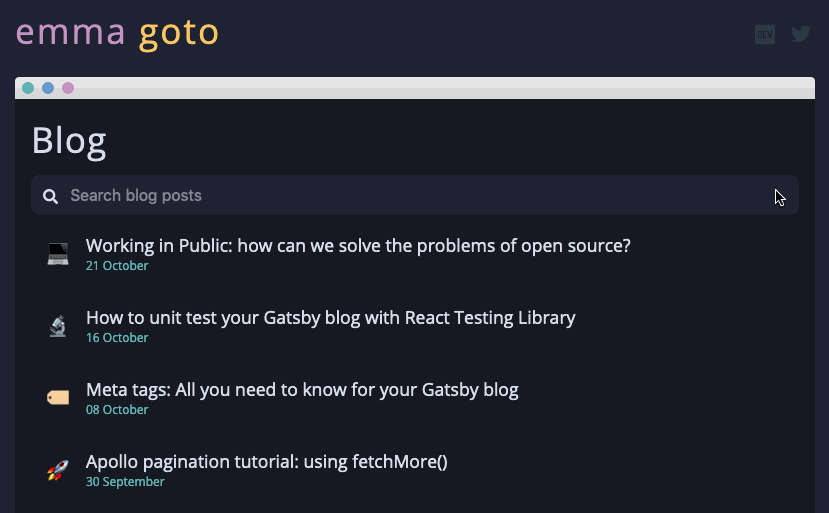 emma goto
DEV
Blog
Search blog posts
Working in Public: how can we solve the problems of open source?
21 October
How to unit test your Gatsby blog with React Testing Library
16 October
Meta tags: All you need to know for your Gatsby blog
08 October
Apollo pagination tutorial: using fetchMore()
30 September